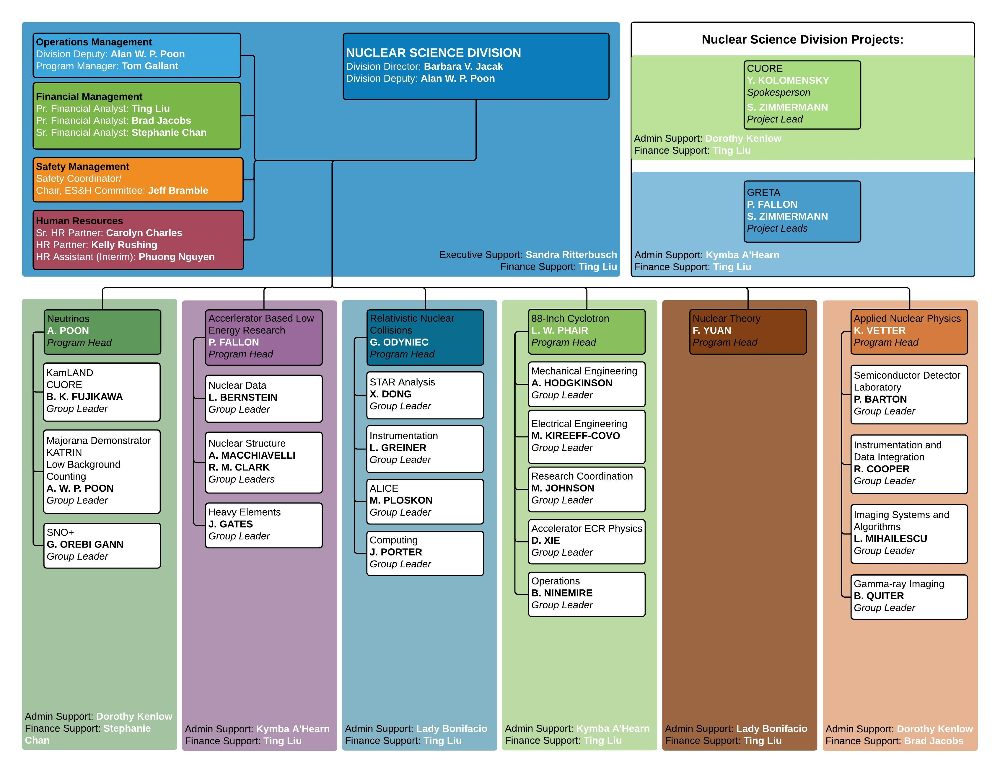 Operations Management
Division Deputy: Alan W. P. Poon
Program Manager: Tom Gallant
Financial Management
Pr. Financial Analyst: Ting Liu
Pr. Financial Analyst: Brad Jacobs
Sr. Financial Analyst: Stephanie Chan
Safety Management
Safety Coordinator/
Chair, ES&H Committee: Jeff Bramble
Human Resources
Sr. HR Partner: Carolyn Charles
HR Partner: Kelly Rushing
HR Assistant (Interim): Phuong Nguyen
NUCLEAR SCIENCE DIVISION
Division Director: Barbara V. Jacak
Division Deputy: Alan W. P. Poon
Executive Support: Sandra Ritterbusch
Finance Support: Ting Liu
Nuclear Science Division Projects:
CUORE
Y. KOLOMENSKY
Spokesperson
S. ZIMMERMANN
Project Lead
Admin Support: Dorothy Kenlow
Finance Support: Ting Liu
GRETA
P. FALLON
S. ZIMMERMANN
Project Leads
Admin Support: Kymba A'Hearn
Finance Support: Ting Liu
Neutrinos
A. POON
Program Head
KamLAND
CUORE
B. K. FUJIKAWA
Group Leader
Majorana Demonstrator
KATRIN
Low Background
Counting
A. W. P. POON
Group Leader
SNO+
G. OREBI GANN
Group Leader
Admin Support: Dorothy Kenlow
Finance Support: Stephanie
Chan
Accerlerator Based Low
Energy Research
P. FALLON
Program Head
Nuclear Data
L. BERNSTEIN
Group Leader
Nuclear Structure
A. MACCHIAVELLI
R. M. CLARK
Group Leaders
Heavy Elements
J. GATES
Group Leader
Admin Support: Kymba A'Hearn
Finance Support: Ting Liu
Relativistic Nuclear
Collisions
G. ODYNIEC
Program Head
STAR Analysis
X. DONG
Group Leader
Instrumentation
L. GREINER
Group Leader
ALICE
M. PLOSKON
Group Leader
Computing
J. PORTER
Group Leader
Admin Support: Lady Bonifacio
Finance Support: Ting Liu
88-Inch Cyclotron
L. W. PHAIR
Program Head
Mechanical Engineering
A. HODGKINSON
Group Leader
Electrical Engineering
M. KIREEFF-COVO
Group Leader
Research Coordination
M. JOHNSON
Group Leader
Accelerator ECR Physics
D. XIE
Group Leader
Operations
B. NINEMIRE
Group Leader
Admin Support: Kymba A'Hearn
Finance Support: Ting Liu
Nuclear Theory
F. YUAN
Program Head
Admin Support: Lady Bonifacio
Finance Support: Ting Liu
Applied Nuclear Physics
K. VETTER
Program Head
Semiconductor Detector
Laboratory
P. BARTON
Group Leader
Instrumentation and
Data Integration
R. COOPER
Group Leader
Imaging Systems and
Algorithms
L. MIHAILESCU
Group Leader
Gamma-ray Imaging
B. QUITER
Group Leader
Admin Support: Dorothy Kenlow
Finance Support: Brad Jacobs